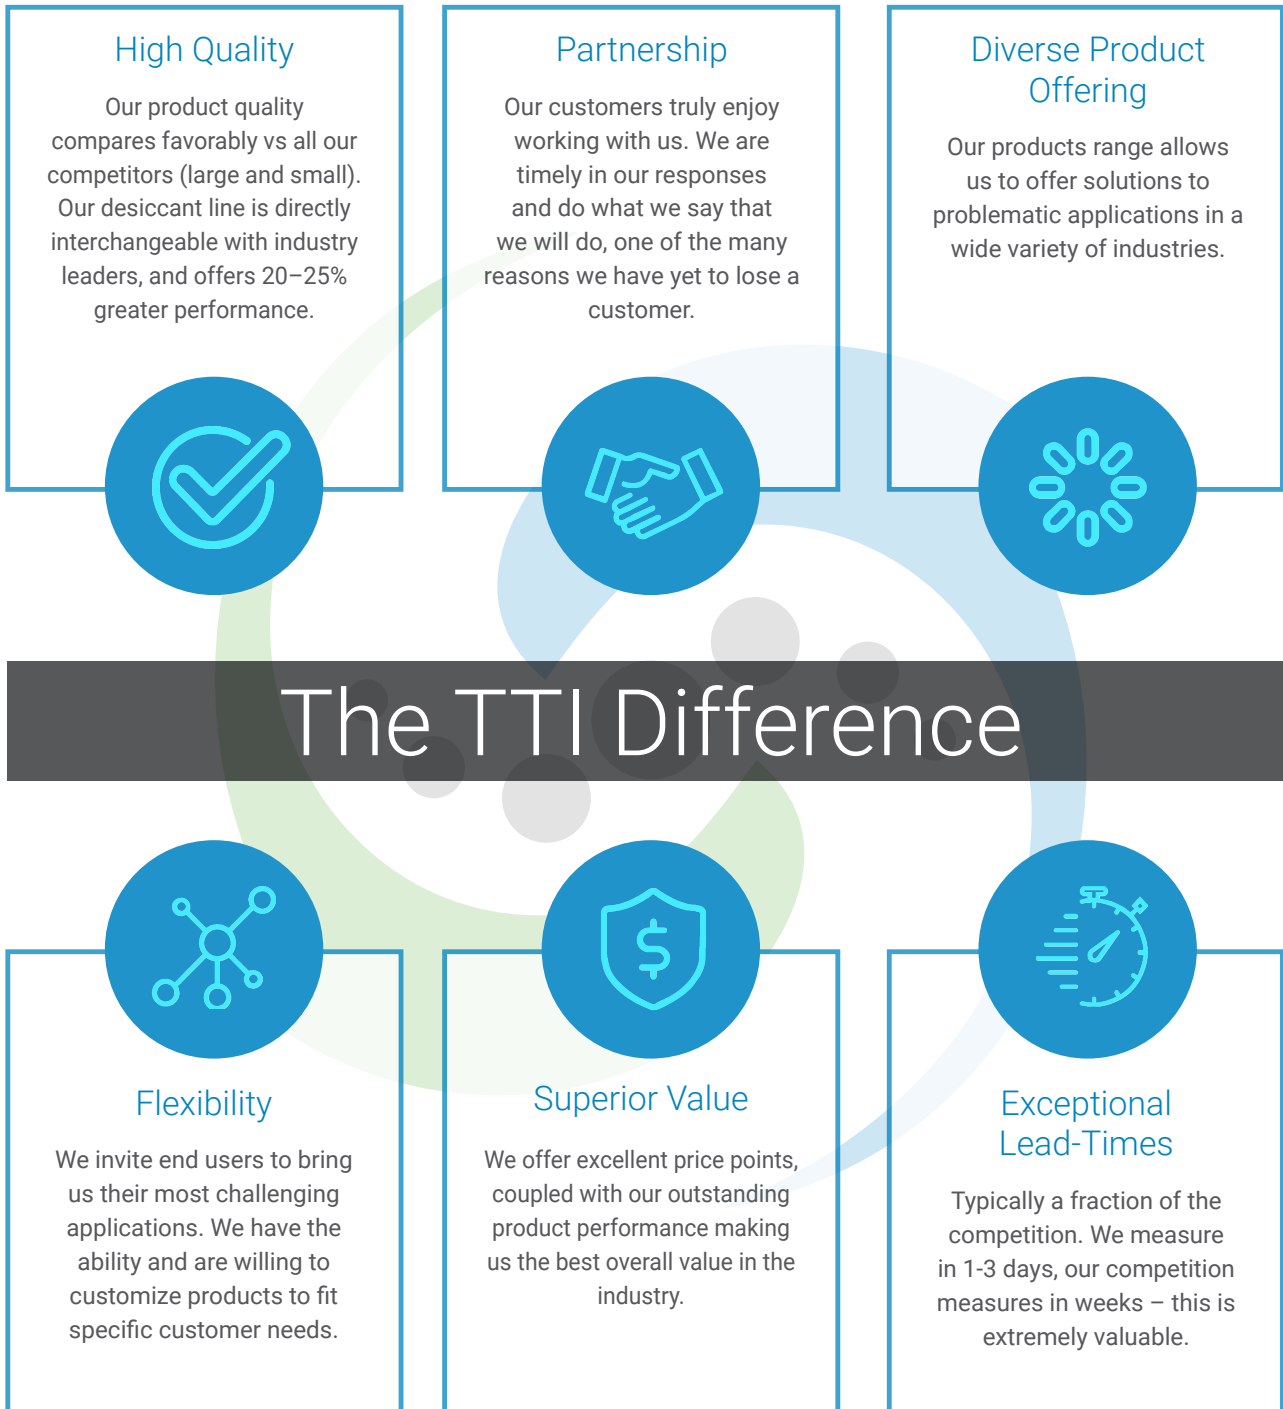 High Quality
Our product quality
compares favorably vs all our
competitors (large and small).
Our desiccant line is directly
interchangeable with industry
leaders, and offers 20–25%
greater performance.
Partnership
Our customers truly enjoy
working with us. We are
timely in our responses
and do what we say that
we will do, one of the many
reasons we have yet to lose a
customer.
Diverse Product
Offering
Our products range allows
us to offer solutions to
problematic applications in a
wide variety of industries.
The TTI Difference
Flexibility
We invite end users to bring
us their most challenging
applications. We have the
ability and are willing to
customize products to fit
specific customer needs.
$
Superior Value
We offer excellent price points,
coupled with our outstanding
product performance making
us the best overall value in the
industry.
Exceptional
Lead-Times
Typically a fraction of the
competition. We measure
in 1-3 days, our competition
measures in weeks – this is
extremely valuable.